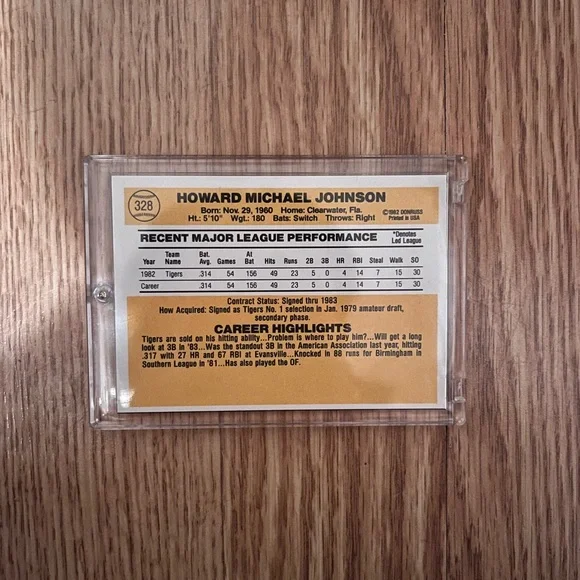 328
HOWARD MICHAEL JOHNSON
Born: Nov. 29, 1960 Home: Clearwater, Fla.
Ht.: 5'10" Wgt.: 180 Bats: Switch Throws: Right
©1982 DONRUSS
Printed in USA
RECENT MAJOR LEAGUE PERFORMANCE
*Denotes
Led League
Year Team Name Bat. Avg. Games At Bat Hits Runs 2B 3B HR RBI Steal Walk SO
1982 Tigers .314 54 156 49 23 5 0 4 14 7 15 30
Career .314 54 156 49 23 5 0 4 14 7 15 30
Contract Status: Signed thru 1983
How Acquired: Signed as Tigers No. 1 selection in Jan. 1979 amateur draft,
secondary phase.
CAREER HIGHLIGHTS
Tigers are sold on his hitting ability...Problem is where to play him?...Will get a long
look at 3B in '83...Was the standout 3B in the American Association last year, hitting
.317 with 27 HR and 67 RBI at Evansville...Knocked in 88 runs for Birmingham in
Southern League in '81...Has also played the OF.